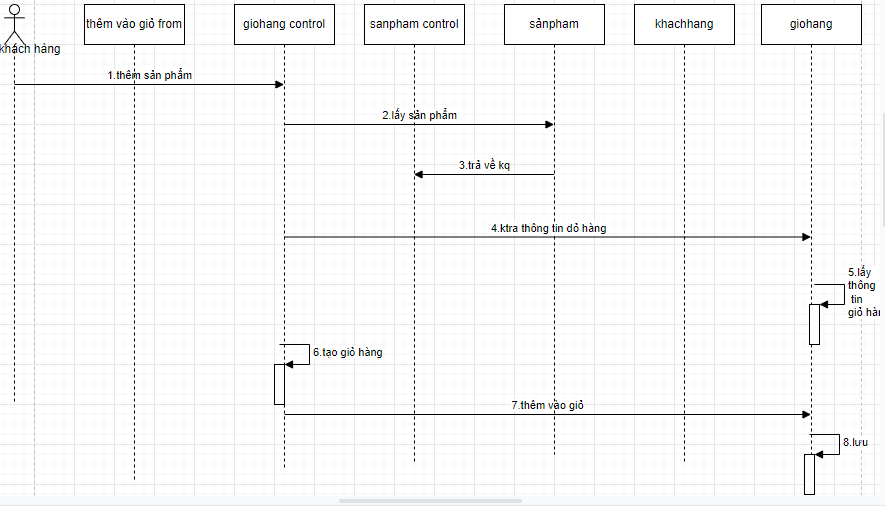 thêm vào giỏ from
giohang control
sanpham control
sảnpham
khachhang
giohang
khách hàng
1.thêm sản phẩm
2.lấy sản phẩm
3.trả về kq
4.ktra thông tin dỏ hàng
5.lấy
thông
tin
giỏ hàn
6.tạo giỏ hàng
7.thêm vào giỏ
8.lưu